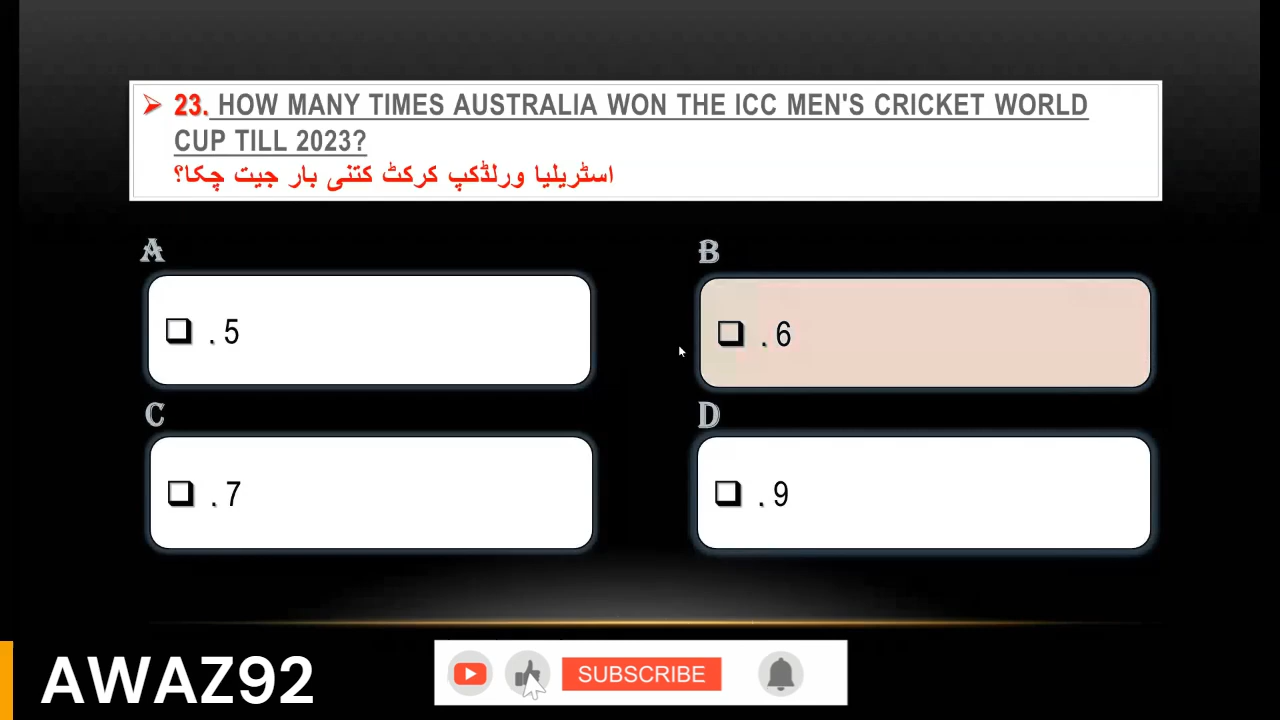 23. HOW MANY TIMES AUSTRALIA WON THE ICC MEN'S CRICKET WORLD
CUP TILL 2023?
اسٹریلیا ورلڈکپ کرکٹ کتنی بار جیت چکا؟
A
. 5
B
. 6
C
. 7
D
. 9
AWAZ92
SUBSCRIBE